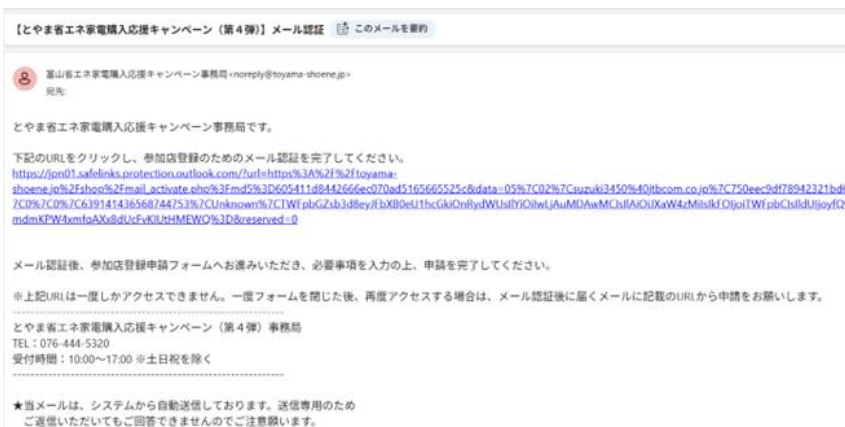 【とやま省エネ家電購入応援キャンペーン（第４弾）】メール認証 このメールを要約
富山省エネ家電購入応援キャンペーン事務局<noreply@toyama-shoene.jp>
宛先:
とやま省エネ家電購入応援キャンペーン事務局です。
下記のURLをクリックし、参加店登録のためのメール認証を完了してください。
https://jpn01.safelinks.protection.outlook.com/?url=https%3A%2F%2Ftoyama-
shoene.jp%2Fshop%2Fmail_activate.php%3Fmd5%3D605411d8442666ec070ad5165665525c&data=05%7C02%7Csuzuki3450%40jtbcom.co.jp%7C750eec9df78942321bd
7C0%7C0%7C639141436568744753%7CUnknown%7C
mdmKPW4xmfqAXx8dUcFvKlUtHMEWQ%3D&reserved=0
メール認証後、参加店登録申請フォームへお進みいただき、必要事項を入力の上、申請を完了してください。
※上記URLは一度しかアクセスできません。一度フォームを閉じた後、再度アクセスする場合は、メール認証後に届くメールに記載のURLから申請をお願いします。
とやま省エネ家電購入応援キャンペーン（第４弾）事務局
TEL：076-444-5320
受付時間：10:00～17:00 ※土日祝を除く
★当メールは、システムから自動送信しております。送信専用のため
ご返信いただいてもご回答できませんのでご注意願います。